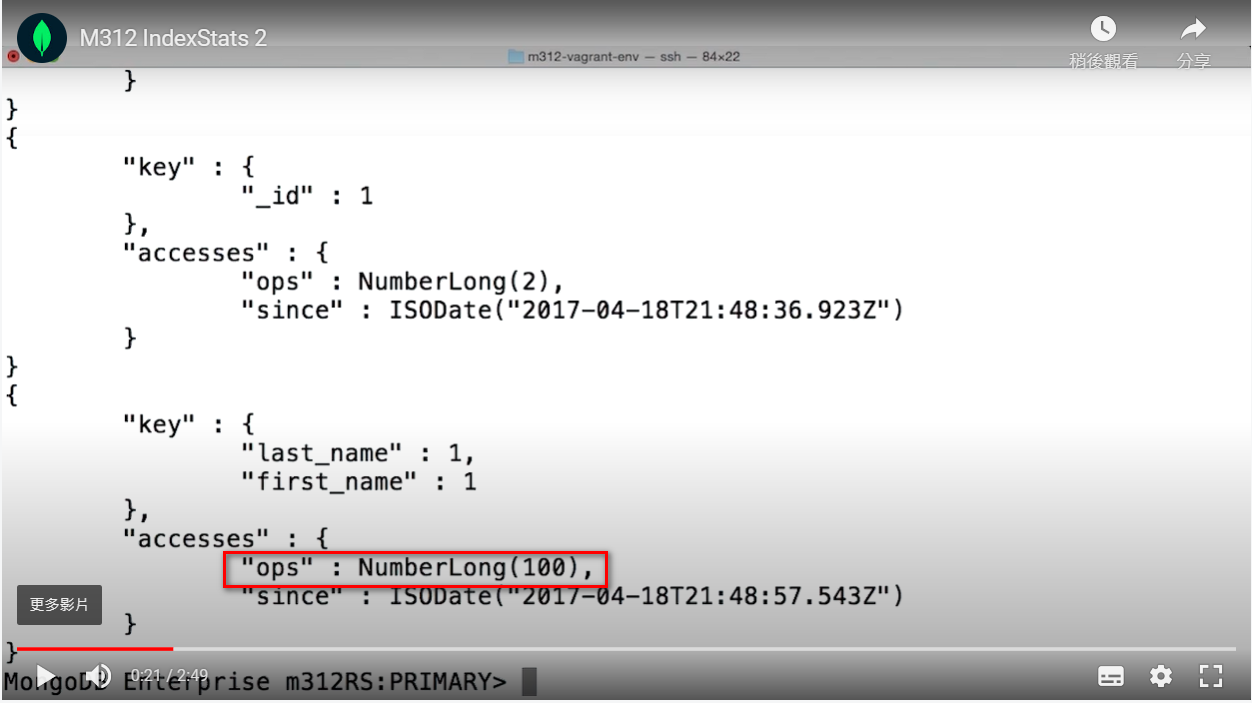 M312 IndexStats 2
稍後觀看
分享
m312-vagrant-env — ssh — 84×22
}
}
{
"key" : {
"_id" : 1
},
"accesses" : {
"ops" : NumberLong(2),
"since" : ISODate("2017-04-18T21:48:36.923Z")
}
}
{
"key" : {
"last_name" : 1,
"first_name" : 1
},
"accesses" : {
"ops" : NumberLong(100),
"since" : ISODate("2017-04-18T21:48:57.543Z")
更多影片
}
}
0:21 / 2:49
MongoDB Enterprise m312RS:PRIMARY>